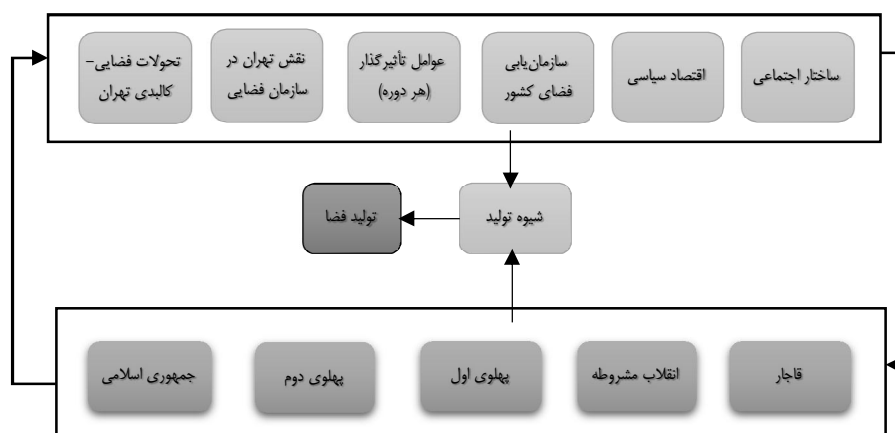 ساختار اجتماعی
اقتصاد سیاسی
سازمان‌یابی
فضای کشور
عوامل تأثیرگذار
(هر دوره)
نقش تهران در
سازمان فضایی
تحولات فضایی-
کالبدی تهران
شیوه تولید
تولید فضا
قاجار
انقلاب مشروطه
پهلوی اول
پهلوی دوم
جمهوری اسلامی